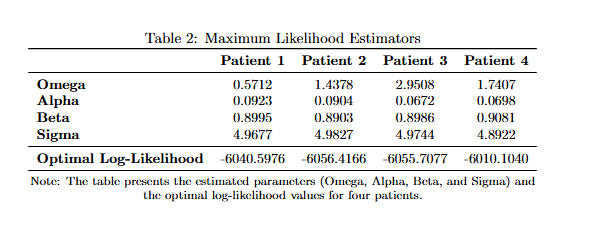 Table 2: Maximum Likelihood Estimators
Patient 1 Patient 2 Patient 3 Patient 4
Omega 0.5712 1.4378 2.9508 1.7407
Alpha 0.0923 0.0904 0.0672 0.0698
Beta 0.8995 0.8903 0.8986 0.9081
Sigma 4.9677 4.9827 4.9744 4.8922
Optimal Log-Likelihood -6040.5976 -6056.4166 -6055.7077 -6010.1040
Note: The table presents the estimated parameters (Omega, Alpha, Beta, and Sigma) and
the optimal log-likelihood values for four patients.